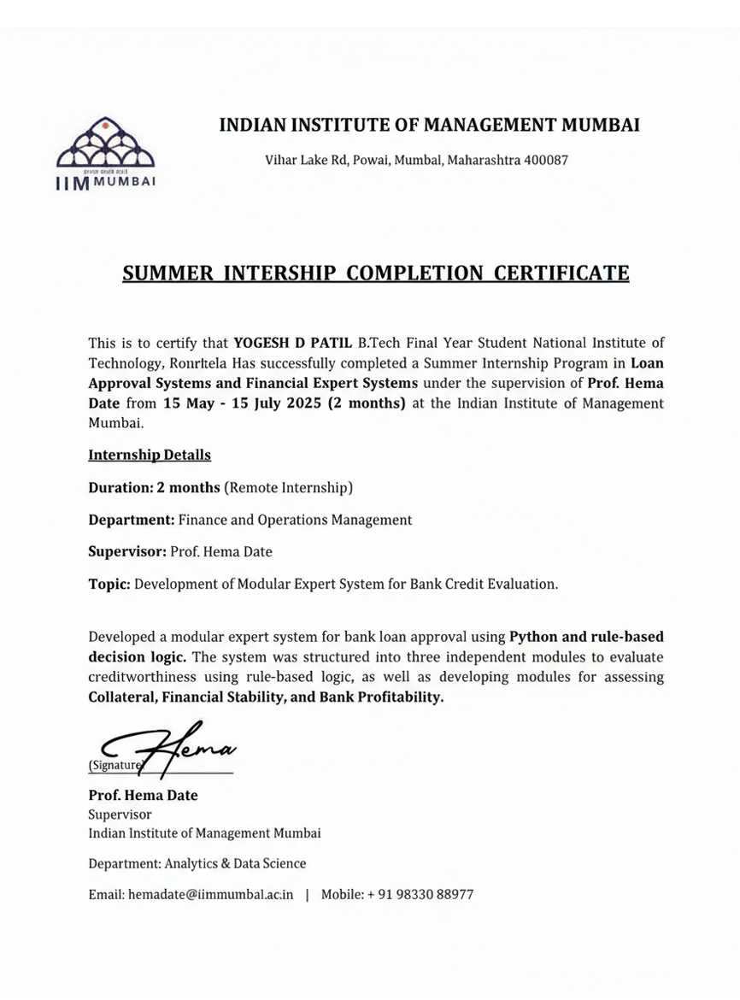 INDIAN INSTITUTE OF MANAGEMENT MUMBAI
Vihar Lake Rd, Powai, Mumbai, Maharashtra 400087
IIM MUMBAI
SUMMER INTERSHIP COMPLETION CERTIFICATE
This is to certify that YOGESH D PATIL B.Tech Final Year Student National Institute of
Technology, Ronrkela Has successfully completed a Summer Internship Program in Loan
Approval Systems and Financial Expert Systems under the supervision of Prof. Hema
Date from 15 May - 15 July 2025 (2 months) at the Indian Institute of Management
Mumbai.
Internship Details
Duration: 2 months (Remote Internship)
Department: Finance and Operations Management
Supervisor: Prof. Hema Date
Topic: Development of Modular Expert System for Bank Credit Evaluation.
Developed a modular expert system for bank loan approval using Python and rule-based
decision logic. The system was structured into three independent modules to evaluate
creditworthiness using rule-based logic, as well as developing modules for assessing
Collateral, Financial Stability, and Bank Profitability.
Hema
(Signature)
Prof. Hema Date
Supervisor
Indian Institute of Management Mumbai
Department: Analytics & Data Science
Email: hemadate@iimmumbal.ac.in | Mobile: + 91 98330 88977